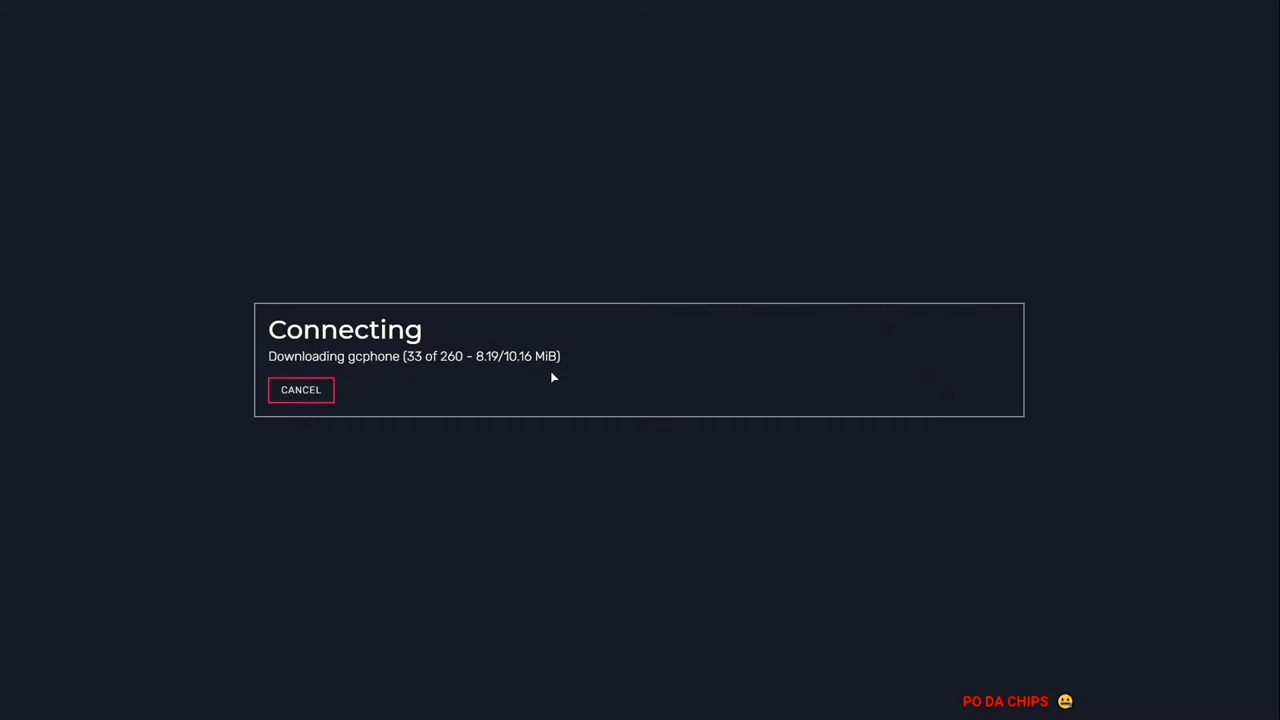 Connecting
Downloading gcphone (33 of 260 - 8.19/10.16 MiB)
CANCEL
PO DA CHIPS 🤐